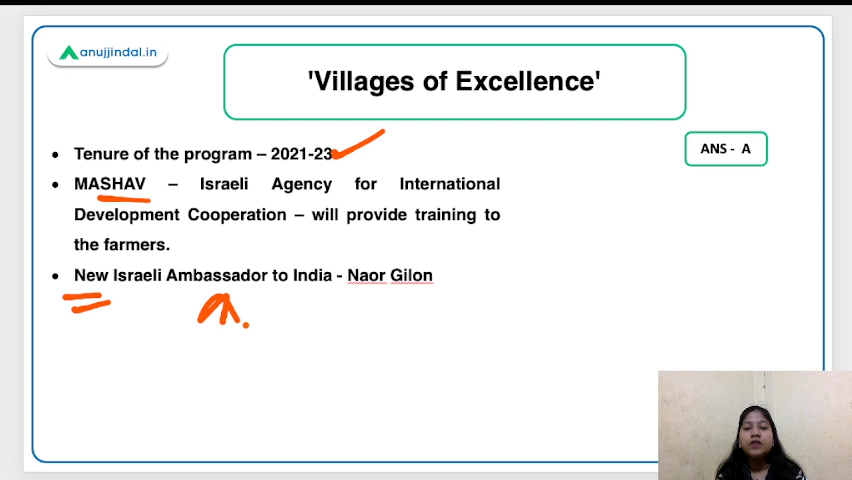 anujjindal.in
'Villages of Excellence'
• Tenure of the program – 2021-23
ANS - A
• MASHAV – Israeli Agency for International
Development Cooperation – will provide training to
the farmers.
• New Israeli Ambassador to India - Naor Gilon